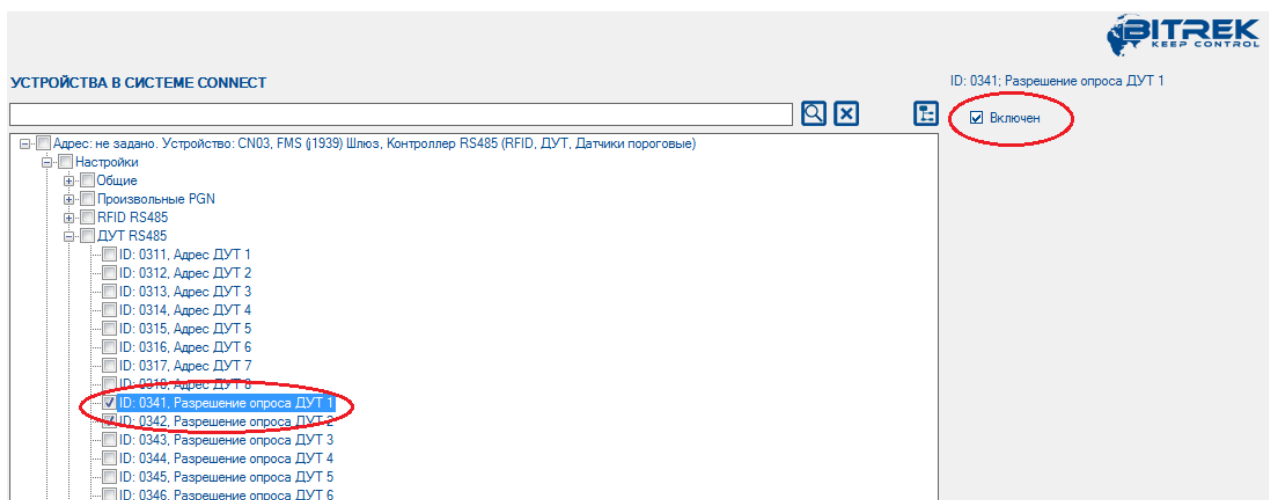 BITREK
KEEP CONTROL
УСТРОЙСТВА В СИСТЕМЕ CONNECT
ID: 0341; Разрешение опроса ДУТ 1
Включен
Адрес: не задано. Устройство: CN03, FMS (j1939) Шлюз, Контроллер RS485 (RFID, ДУТ, Датчики пороговые)
Настройки
Общие
Произвольные PGN
RFID RS485
ДУТ RS485
ID: 0311, Адрес ДУТ 1
ID: 0312, Адрес ДУТ 2
ID: 0313, Адрес ДУТ 3
ID: 0314, Адрес ДУТ 4
ID: 0315, Адрес ДУТ 5
ID: 0316, Адрес ДУТ 6
ID: 0317, Адрес ДУТ 7
ID: 0318, Адрес ДУТ 8
ID: 0341, Разрешение опроса ДУТ 1
ID: 0342, Разрешение опроса ДУТ 2
ID: 0343, Разрешение опроса ДУТ 3
ID: 0344, Разрешение опроса ДУТ 4
ID: 0345, Разрешение опроса ДУТ 5
ID: 0346, Разрешение опроса ДУТ 6